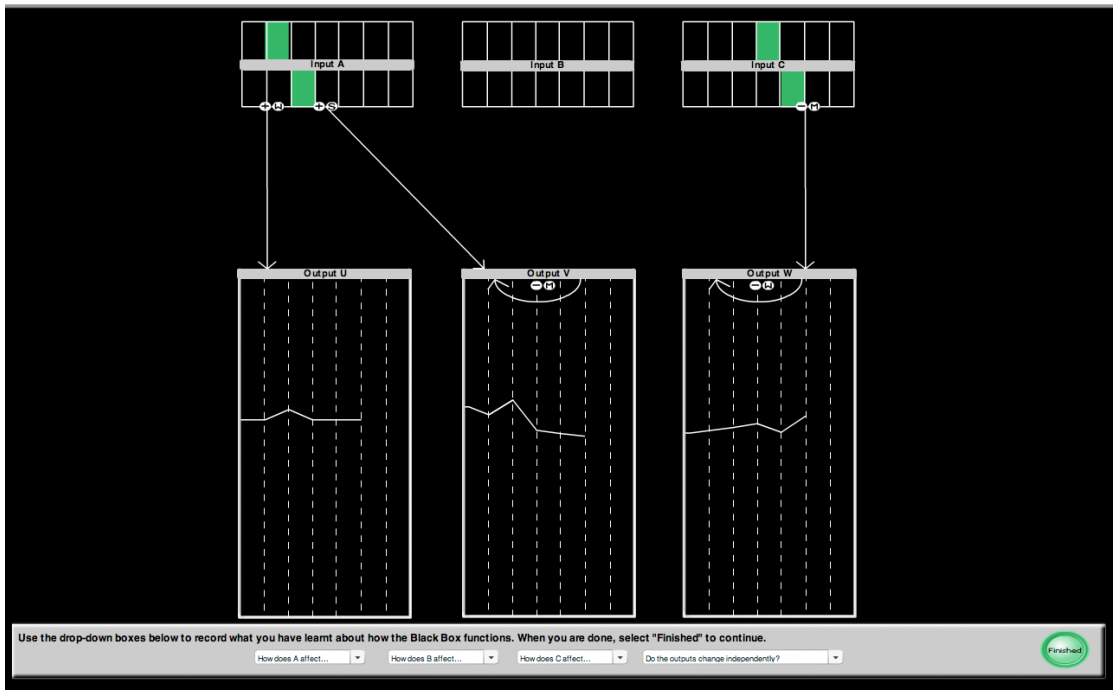 Input A
Input B
Input C
+ W + S
− M
Output U
Output V
Output W
− M
− W
Use the drop-down boxes below to record what you have learnt about how the Black Box functions. When you are done, select "Finished" to continue.
How does A affect... How does B affect... How does C affect... Do the outputs change independently?
Finished